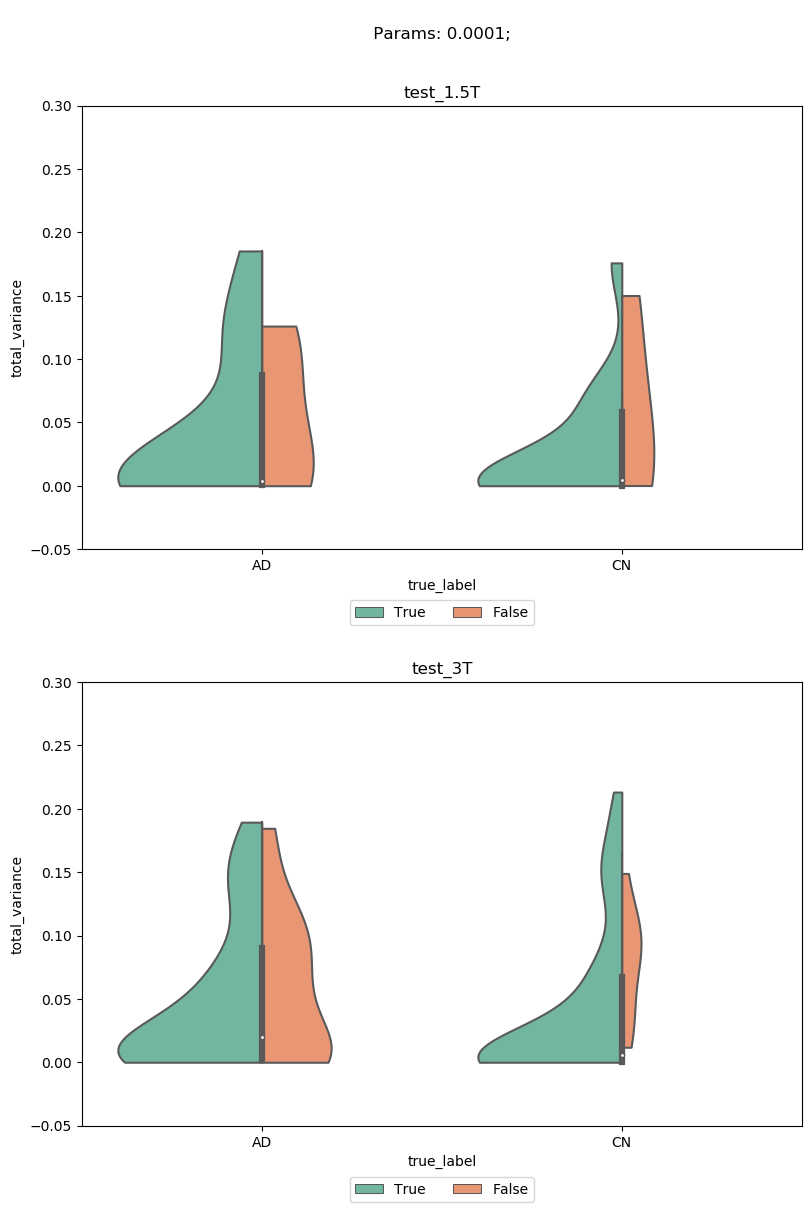 Params: 0.0001;
test_1.5T
0.30
0.25
0.20
0.15
0.10
0.05
0.00
−0.05
total_variance
AD CN
true_label
True False
test_3T
0.30
0.25
0.20
0.15
0.10
0.05
0.00
−0.05
total_variance
AD CN
true_label
True False